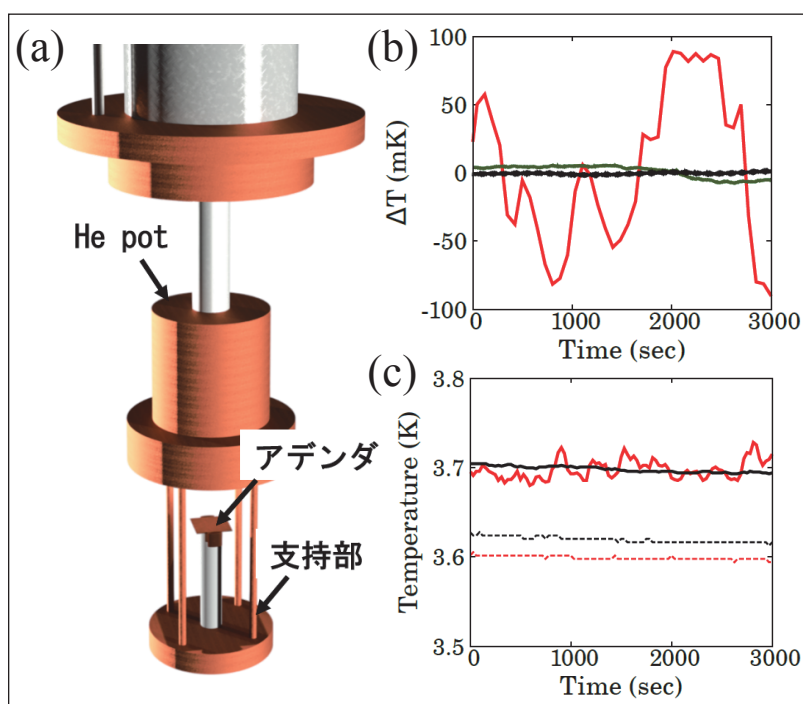 (a)
He pot
アデンダ
支持部
(b)
100
50
0
-50
-100
ΔT (mK)
0
1000
2000
3000
Time (sec)
(c)
3.8
3.7
3.6
3.5
Temperature (K)
0
1000
2000
3000
Time (sec)